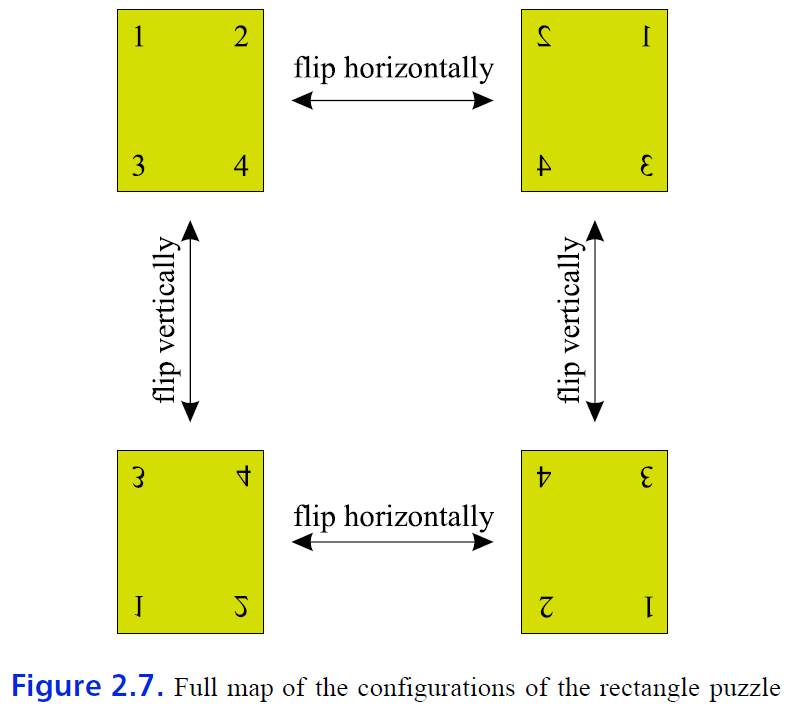 1 2 2 1
flip horizontally
3 4 4 3
flip vertically flip vertically
3 4 4 3
flip horizontally
1 2 2 1
Figure 2.7. Full map of the configurations of the rectangle puzzle